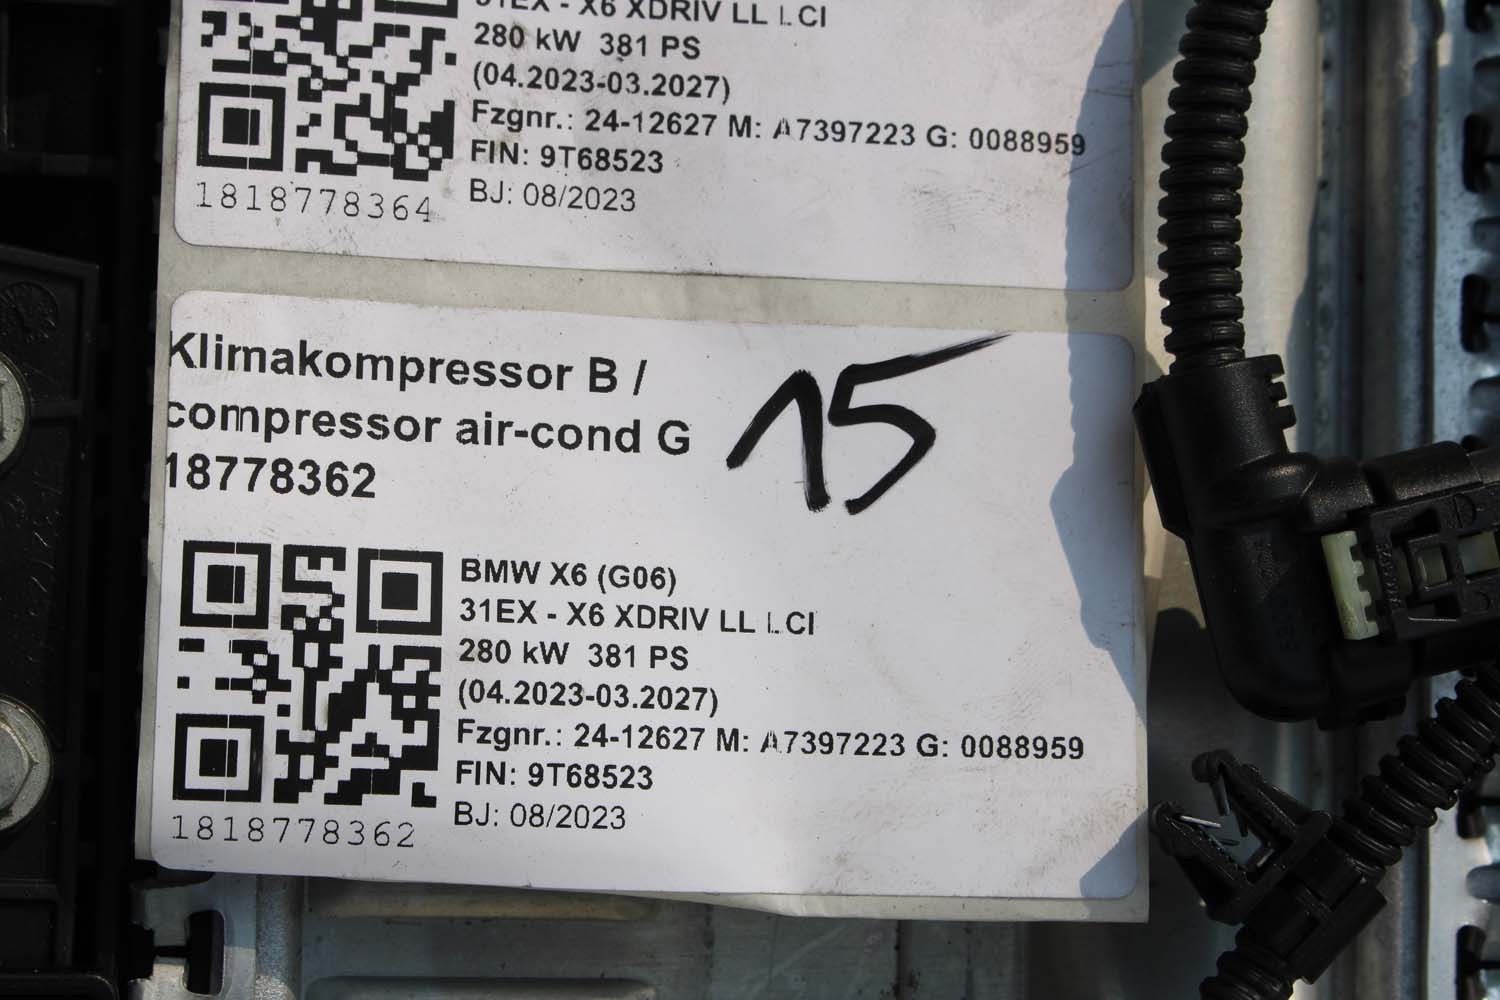 31EX - X6 XDRIV LL LCI
280 kW 381 PS
(04.2023-03.2027)
Fzgnr.: 24-12627 M: A7397223 G: 0088959
FIN: 9T68523
BJ: 08/2023
1818778364
Klimakompressor B /
compressor air-cond G
18778362
15
BMW X6 (G06)
31EX - X6 XDRIV LL LCI
280 kW 381 PS
(04.2023-03.2027)
Fzgnr.: 24-12627 M: A7397223 G: 0088959
FIN: 9T68523
BJ: 08/2023
1818778362